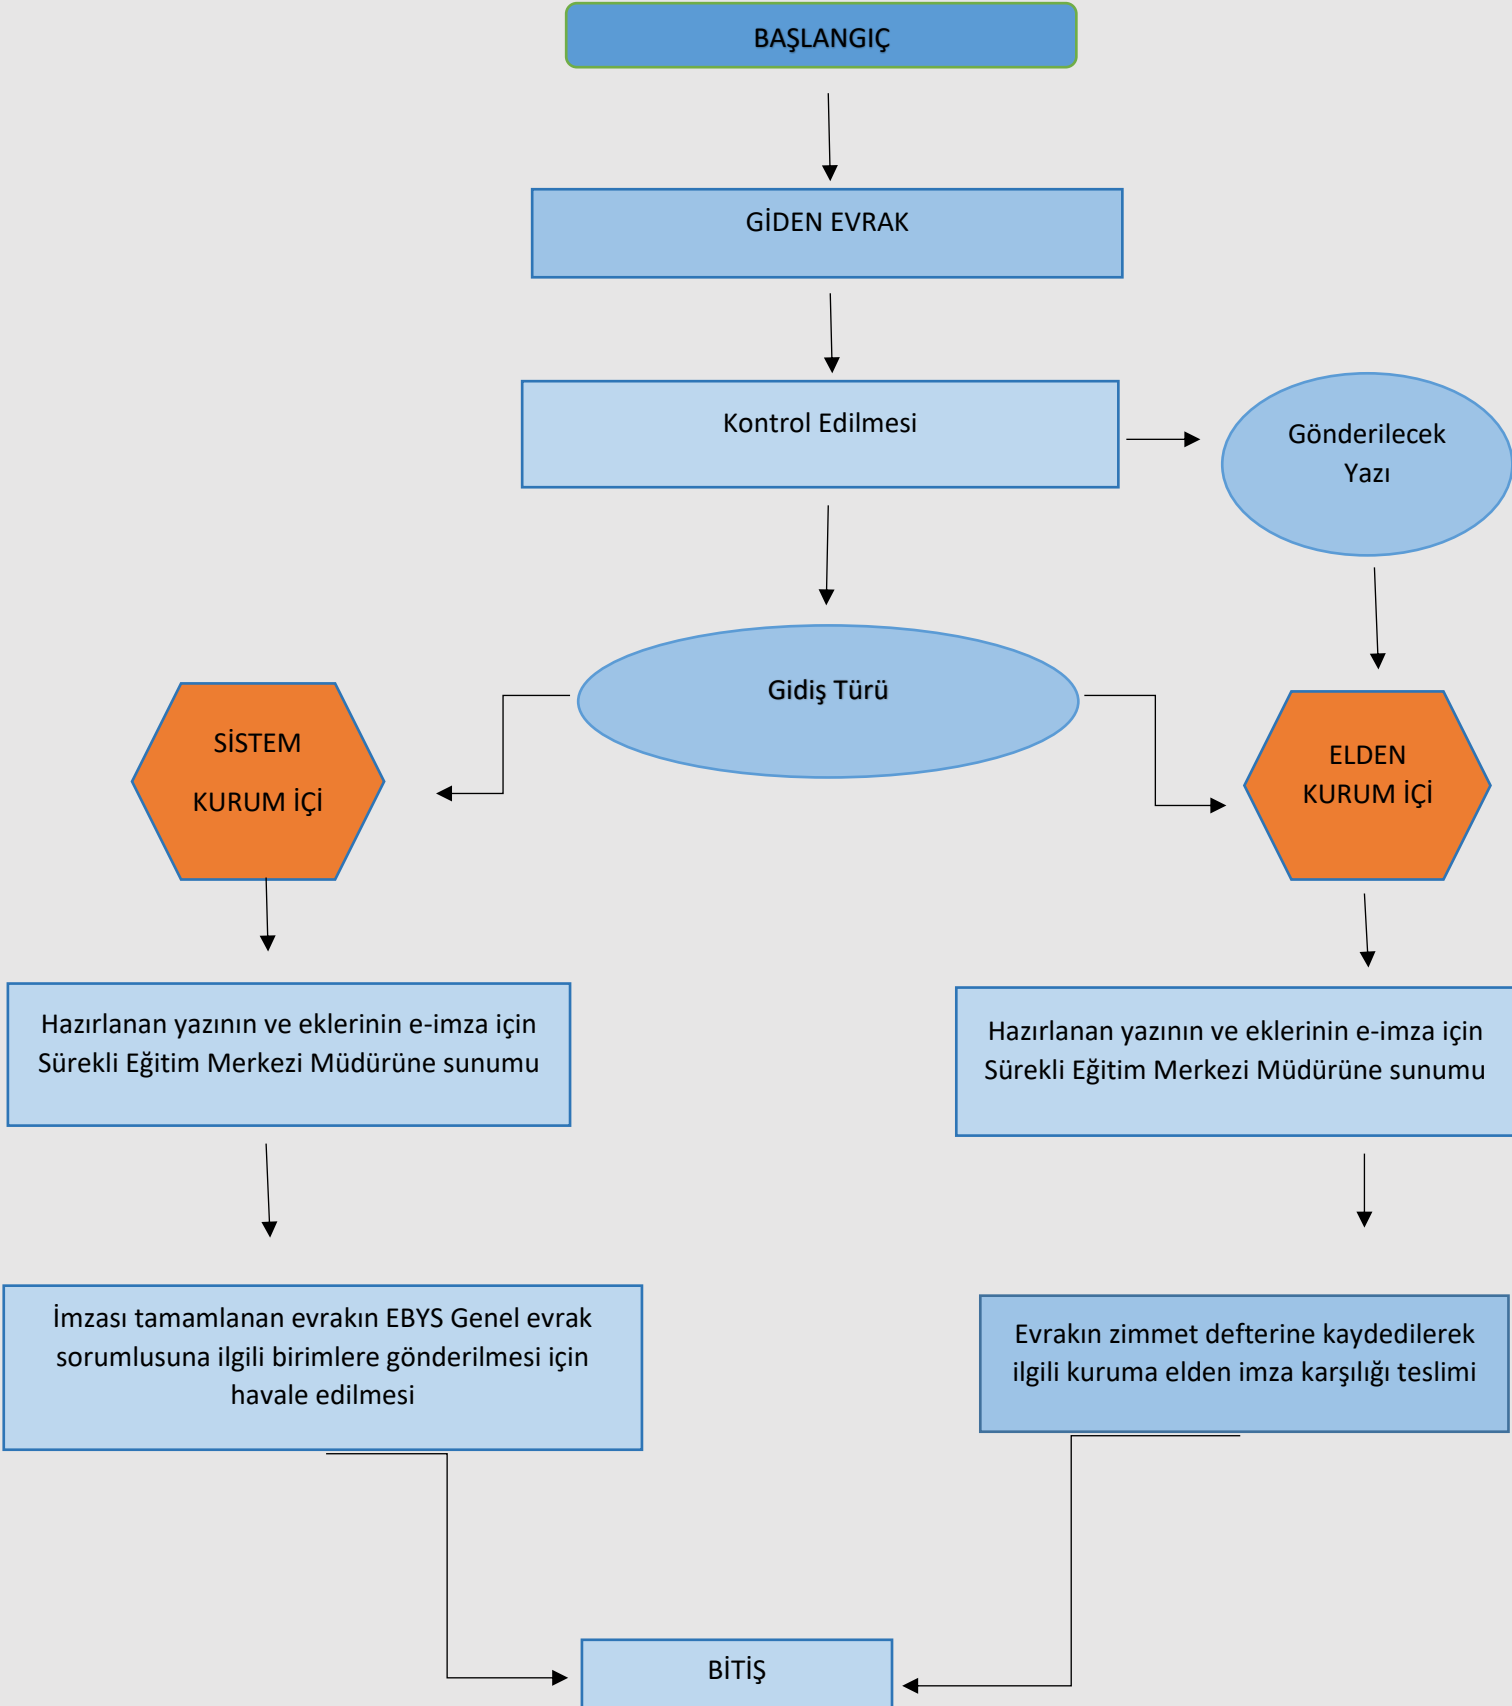 BAŞLANGIÇ
GİDEN EVRAK
Kontrol Edilmesi
Gönderilecek
Yazı
Gidiş Türü
SİSTEM
KURUM İÇİ
ELDEN
KURUM İÇİ
Hazırlanan yazının ve eklerinin e-imza için
Sürekli Eğitim Merkezi Müdürüne sunumu
Hazırlanan yazının ve eklerinin e-imza için
Sürekli Eğitim Merkezi Müdürüne sunumu
İmzası tamamlanan evrakın EBYS Genel evrak
sorumlusuna ilgili birimlere gönderilmesi için
havale edilmesi
Evrakın zimmet defterine kaydedilerek
ilgili kuruma elden imza karşılığı teslimi
BİTİŞ